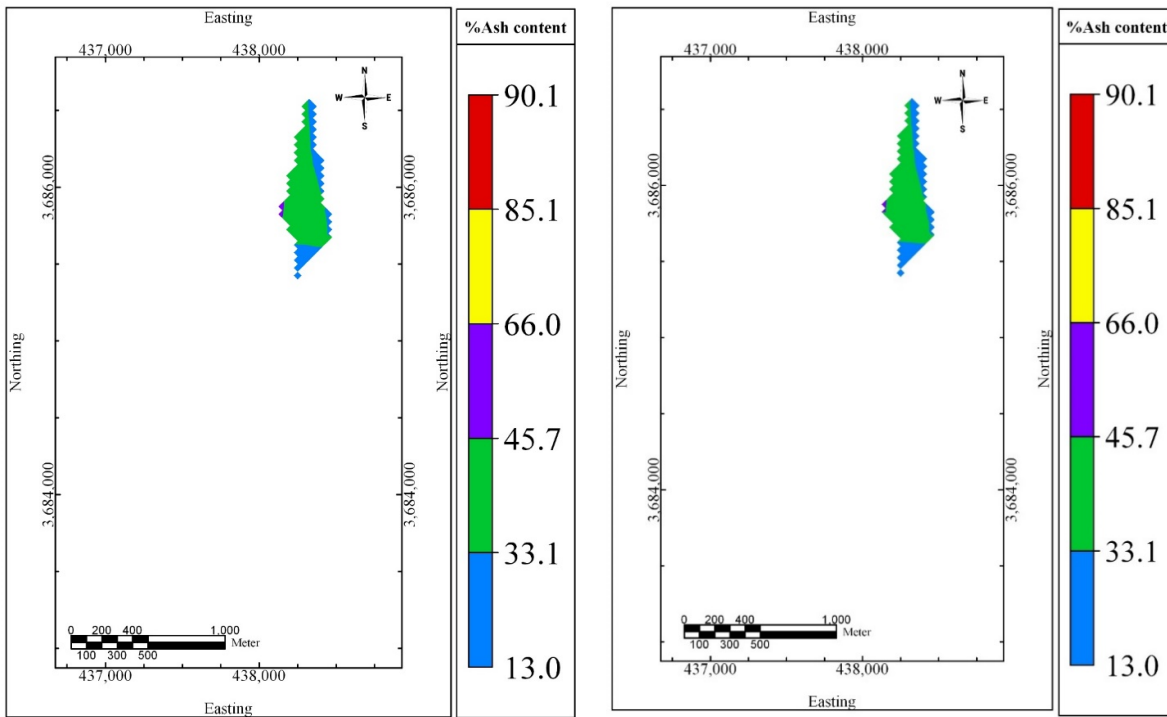 Easting
%Ash content
437,000 438,000
N
W E
S
90.1
85.1
3,686,000 3,686,000
66.0
Northing Northing
45.7
3,684,000 3,684,000
33.1
0 200 400 1,000
Meter
100 300 500
13.0
437,000 438,000
Easting
Easting
%Ash content
437,000 438,000
N
W E
S
90.1
85.1
3,686,000 3,686,000
66.0
Northing Northing
45.7
3,684,000 3,684,000
33.1
0 200 400 1,000
Meter
100 300 500
13.0
437,000 438,000
Easting